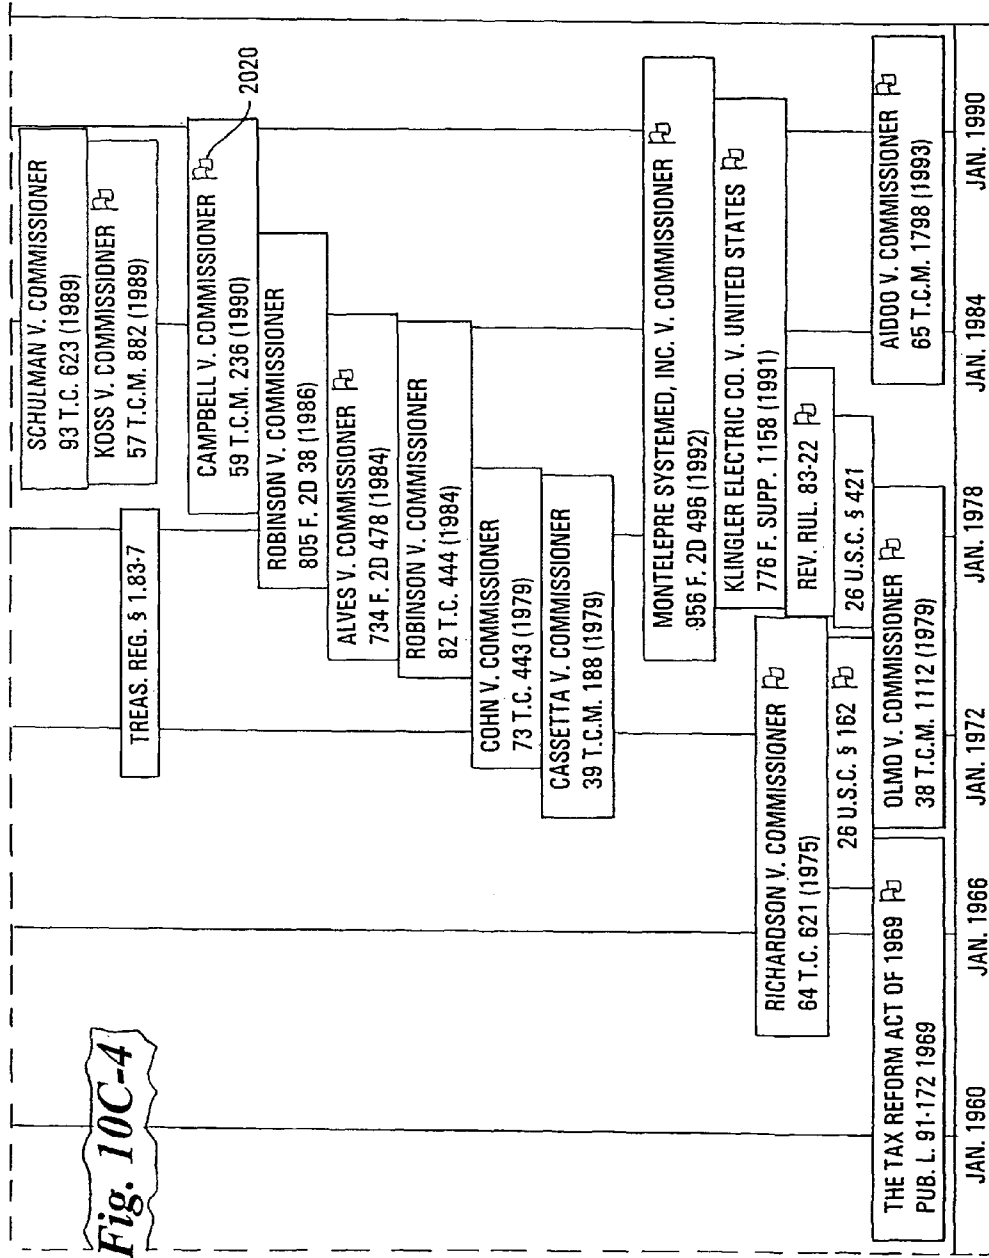 SCHULMAN V. COMMISSIONER
93 T.C. 623 (1989)
KOSS V. COMMISSIONER
57 T.C.M. 882 (1989)
TREAS. REG. § 1.83-7
CAMPBELL V. COMMISSIONER
59 T.C.M. 236 (1990)
2020
ROBINSON V. COMMISSIONER
805 F. 2D 38 (1986)
ALVES V. COMMISSIONER
734 F. 2D 478 (1984)
ROBINSON V. COMMISSIONER
82 T.C. 444 (1984)
COHN V. COMMISSIONER
73 T.C. 443 (1979)
CASSETTA V. COMMISSIONER
39 T.C.M. 188 (1979)
MONTELEPRE SYSTEMED, INC. V. COMMISSIONER
956 F. 2D 496 (1992)
KLINGLER ELECTRIC CO. V. UNITED STATES
776 F. SUPP. 1158 (1991)
RICHARDSON V. COMMISSIONER
64 T.C. 621 (1975)
REV. RUL. 83-22
26 U.S.C. § 162
26 U.S.C. § 421
THE TAX REFORM ACT OF 1969
PUB. L. 91-172 1969
OLMO V. COMMISSIONER
38 T.C.M. 1112 (1979)
AIDOO V. COMMISSIONER
65 T.C.M. 1798 (1993)
JAN. 1960
JAN. 1966
JAN. 1972
JAN. 1978
JAN. 1984
JAN. 1990
Fig. 10C-4